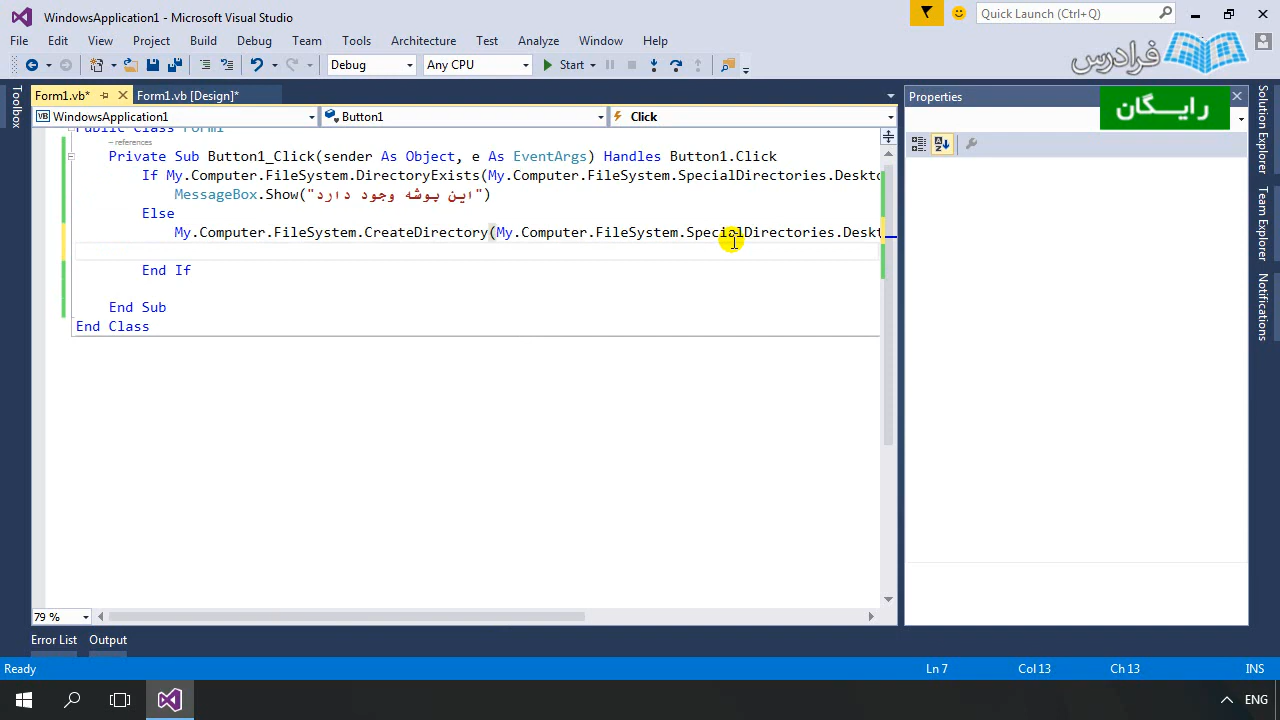 WindowsApplication1 - Microsoft Visual Studio
Quick Launch (Ctrl+Q)
File Edit View Project Build Debug Team Tools Architecture Test Analyze Window Help
Debug Any CPU Start
فرادرس
رایـگان
Toolbox
Form1.vb* Form1.vb [Design]*
WindowsApplication1 Button1 Click
Public Class Form1
references
Private Sub Button1_Click(sender As Object, e As EventArgs) Handles Button1.Click
If My.Computer.FileSystem.DirectoryExists(My.Computer.FileSystem.SpecialDirectories.Deskto
MessageBox.Show("این پوشه وجود دارد")
Else
My.Computer.FileSystem.CreateDirectory(My.Computer.FileSystem.SpecialDirectories.Deskt
End If
End Sub
End Class
79 %
Properties
Solution Explorer
Team Explorer
Notifications
Error List Output
Ready Ln 7 Col 13 Ch 13 INS
ENG